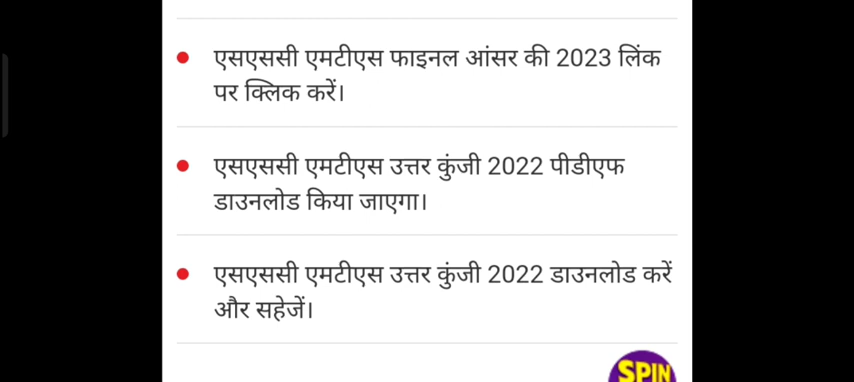 एसएससी एमटीएस फाइनल आंसर की 2023 लिंक
पर क्लिक करें।
एसएससी एमटीएस उत्तर कुंजी 2022 पीडीएफ
डाउनलोड किया जाएगा।
एसएससी एमटीएस उत्तर कुंजी 2022 डाउनलोड करें
और सहेजें।
SPIN